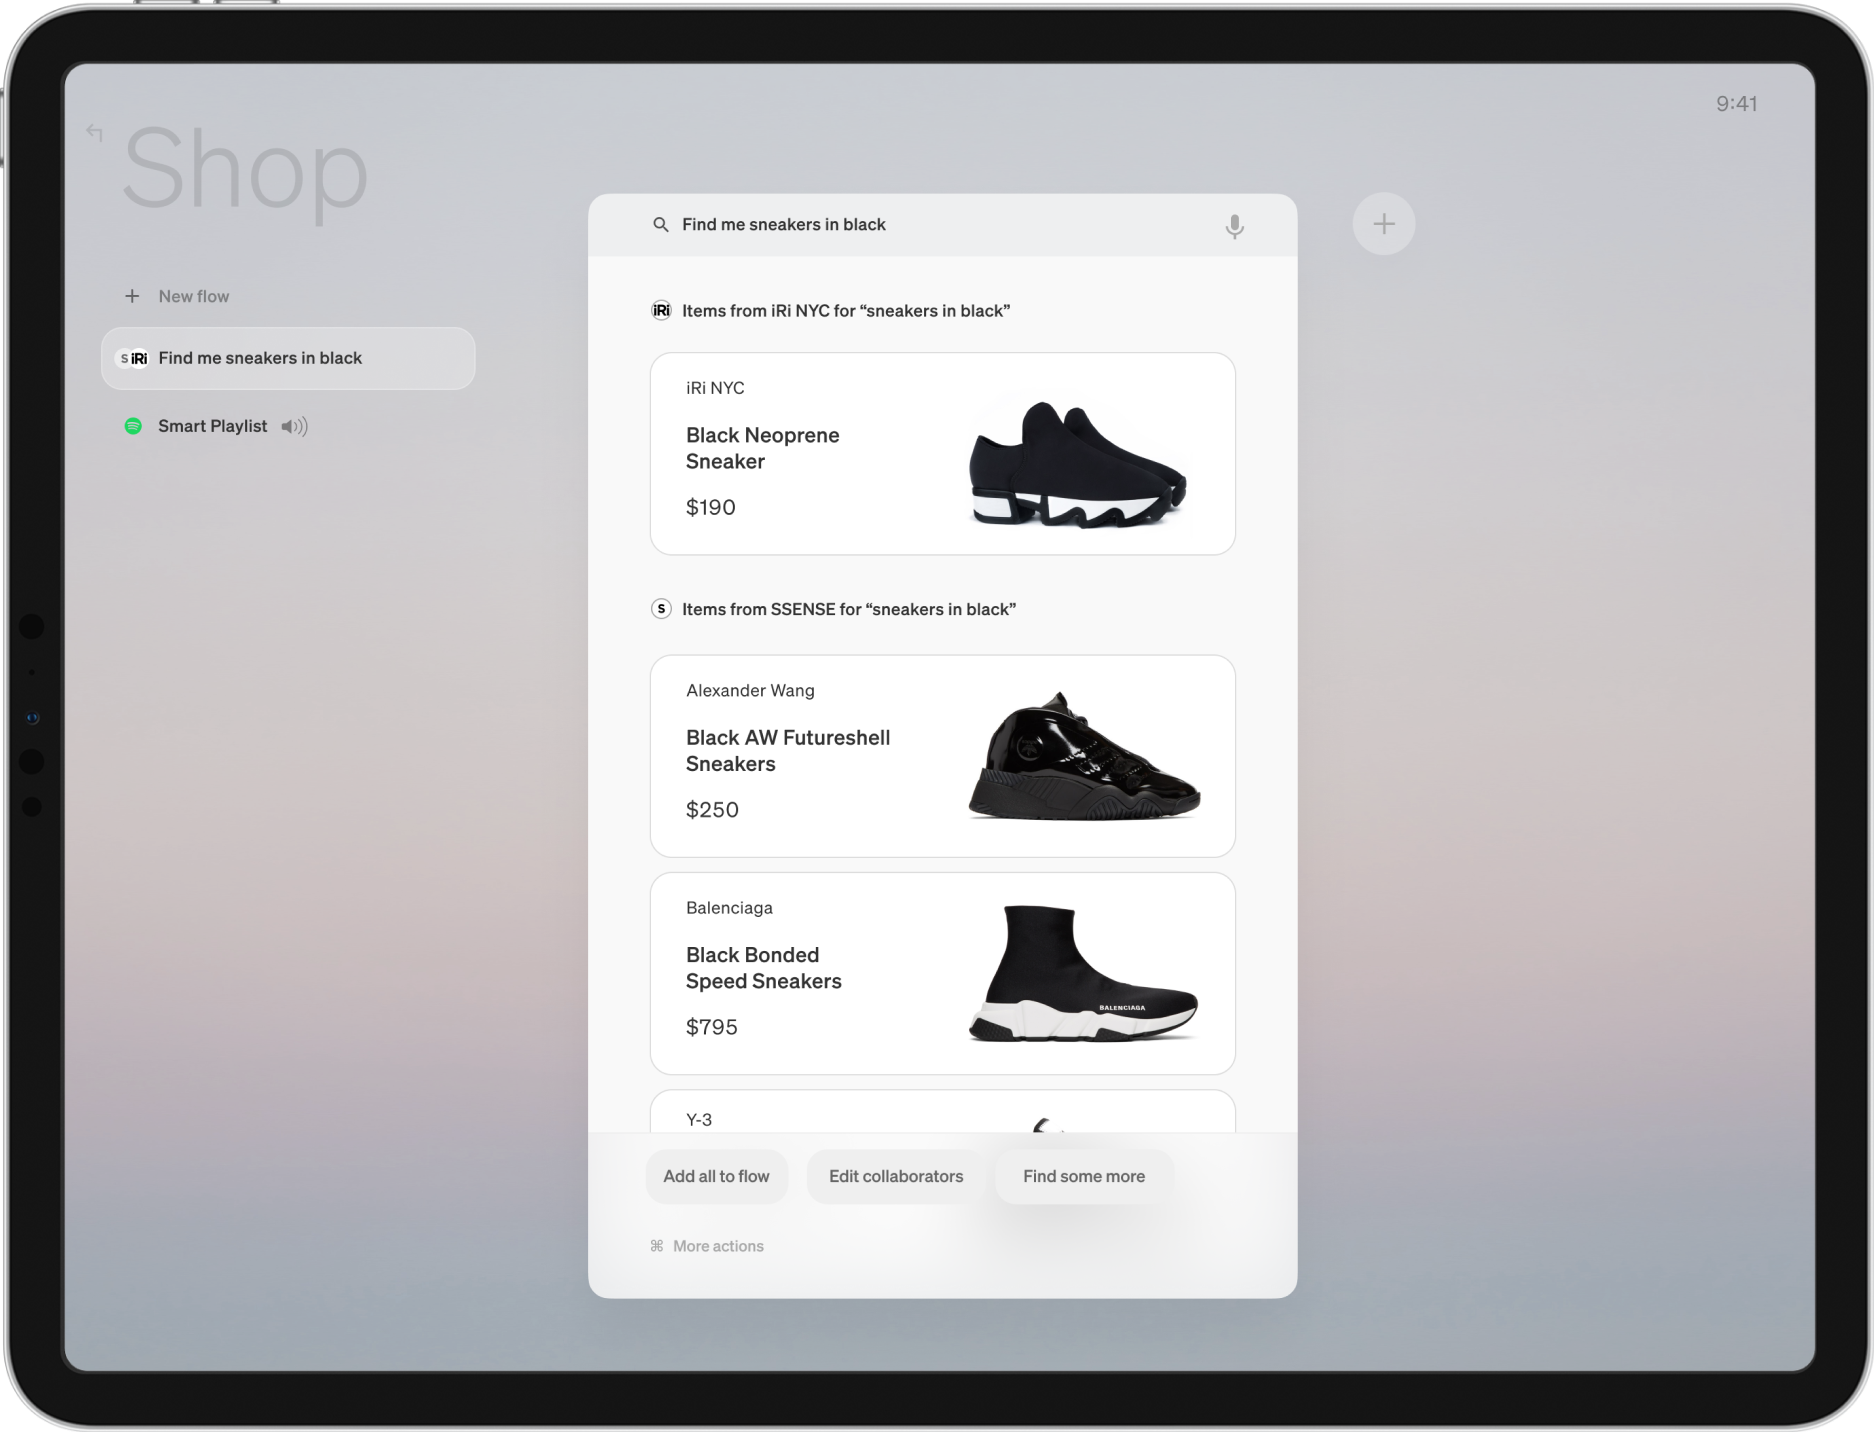 9:41
Shop
New flow
S iRi Find me sneakers in black
Smart Playlist
Find me sneakers in black
iRi Items from iRi NYC for “sneakers in black”
iRi NYC
Black Neoprene
Sneaker
$190
S Items from SSENSE for “sneakers in black”
Alexander Wang
Black AW Futureshell
Sneakers
$250
Balenciaga
Black Bonded
Speed Sneakers
$795
BALENCIAGA
Y-3
Add all to flow
Edit collaborators
Find some more
⌘ More actions